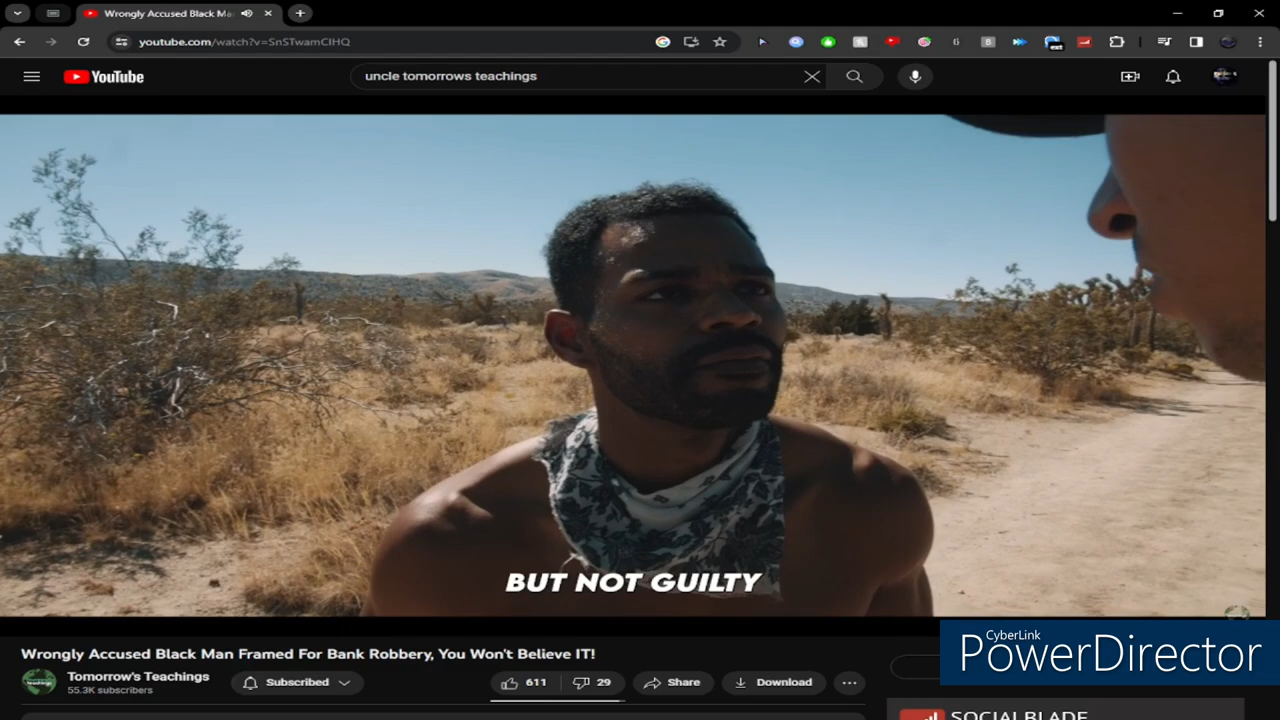 Wrongly Accused Black Ma
youtube.com/watch?v=SnSTwamCIHQ
ext
YouTube
uncle tomorrows teachings
BUT NOT GUILTY
CyberLink
PowerDirector
Wrongly Accused Black Man Framed For Bank Robbery, You Won't Believe IT!
Tomorrow's Teachings
55.3K subscribers
Subscribed
611
29
Share
Download
SOCIALBLADE